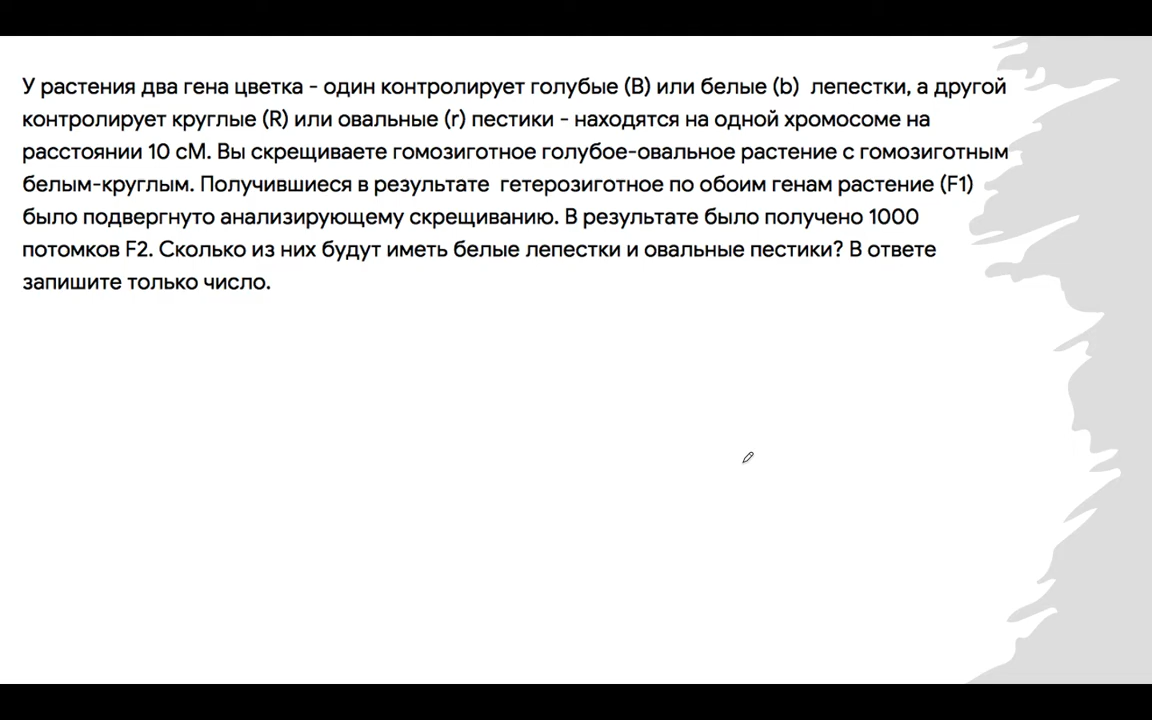 У растения два гена цветка - один контролирует голубые (B) или белые (b) лепестки, а другой
контролирует круглые (R) или овальные (r) пестики - находятся на одной хромосоме на
расстоянии 10 сМ. Вы скрещиваете гомозиготное голубое-овальное растение с гомозиготным
белым-круглым. Получившиеся в результате гетерозиготное по обоим генам растение (F1)
было подвергнуто анализирующему скрещиванию. В результате было получено 1000
потомков F2. Сколько из них будут иметь белые лепестки и овальные пестики? В ответе
запишите только число.